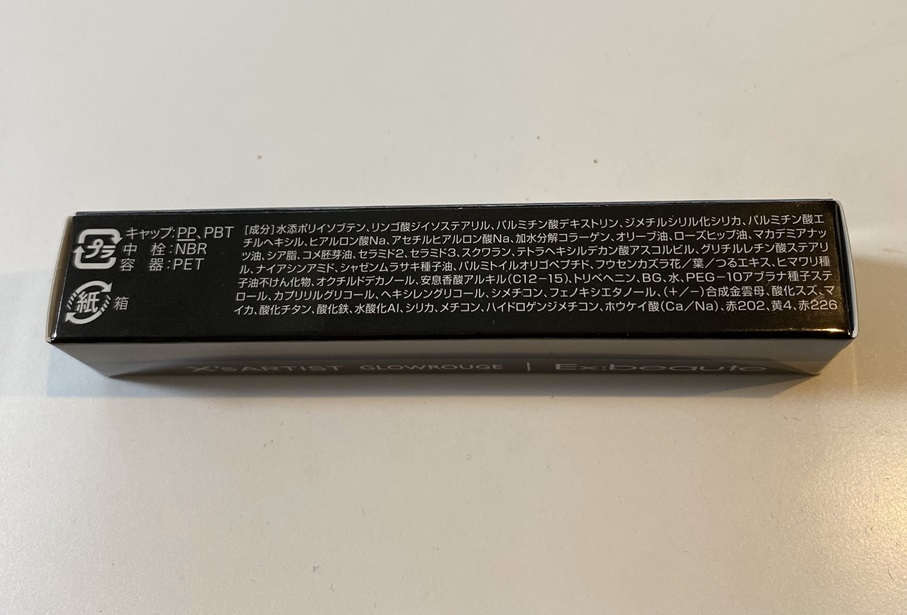 キャップ:PP、PBT
中 栓:NBR
容 器:PET
プラ
紙 箱
[成分]水添ポリイソブテン、リンゴ酸ジイソステアリル、パルミチン酸デキストリン、ジメチルシリル化シリカ、パルミチン酸エ
チルヘキシル、ヒアルロン酸Na、アセチルヒアルロン酸Na、加水分解コラーゲン、オリーブ油、ローズヒップ油、マカデミアナッ
ツ油、シア脂、コメ胚芽油、セラミド2、セラミド3、スクワラン、テトラヘキシルデカン酸アスコルビル、グリチルレチン酸ステアリ
ル、ナイアシンアミド、シャゼンムラサキ種子油、パルミトイルオリゴペプチド、フウセンカズラ花/葉/つるエキス、ヒマワリ種
子油不けん化物、オクチルドデカノール、安息香酸アルキル(C12-15)、トリベヘニン、BG、水、PEG-10アブラナ種子ステ
ロール、カプリリルグリコール、ヘキシレングリコール、シメチコン、フェノキシエタノール、(+/-)合成金雲母、酸化スズ、マ
イカ、酸化チタン、酸化鉄、水酸化Al、シリカ、メチコン、ハイドロゲンジメチコン、ホウケイ酸(Ca/Na)、赤202、黄4、赤226
X'sARTIST GLOWROUGE | Ex:beaute